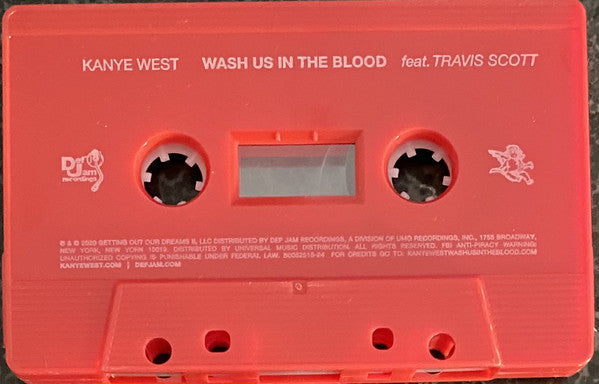 KANYE WEST WASH US IN THE BLOOD feat. TRAVIS SCOTT
Def Jam
recordings
℗ & © 2020 GETTING OUT OUR DREAMS II, LLC DISTRIBUTED BY DEF JAM RECORDINGS, A DIVISION OF UMG RECORDINGS, INC., 1755 BROADWAY,
NEW YORK, NEW YORK 10019. DISTRIBUTED BY UNIVERSAL MUSIC DISTRIBUTION. ALL RIGHTS RESERVED. FBI ANTI-PIRACY WARNING:
UNAUTHORIZED COPYING IS PUNISHABLE UNDER FEDERAL LAW. FOR CREDITS GO TO: KANYEWESTWASHUSINTHEBLOOD.COM
KANYEWEST.COM | DEFJAM.COM